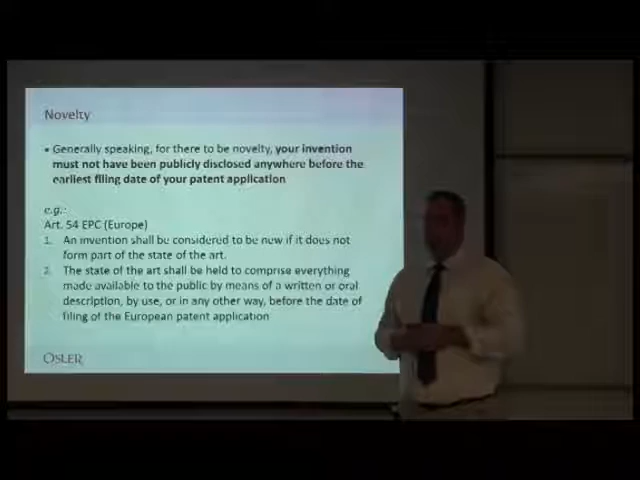 Novelty
• Generally speaking, for there to be novelty, your invention
must not have been publicly disclosed anywhere before the
earliest filing date of your patent application
e.g.:
Art. 54 EPC (Europe)
1. An invention shall be considered to be new if it does not
form part of the state of the art.
2. The state of the art shall be held to comprise everything
made available to the public by means of a written or oral
description, by use, or in any other way, before the date of
filing of the European patent application
OSLER